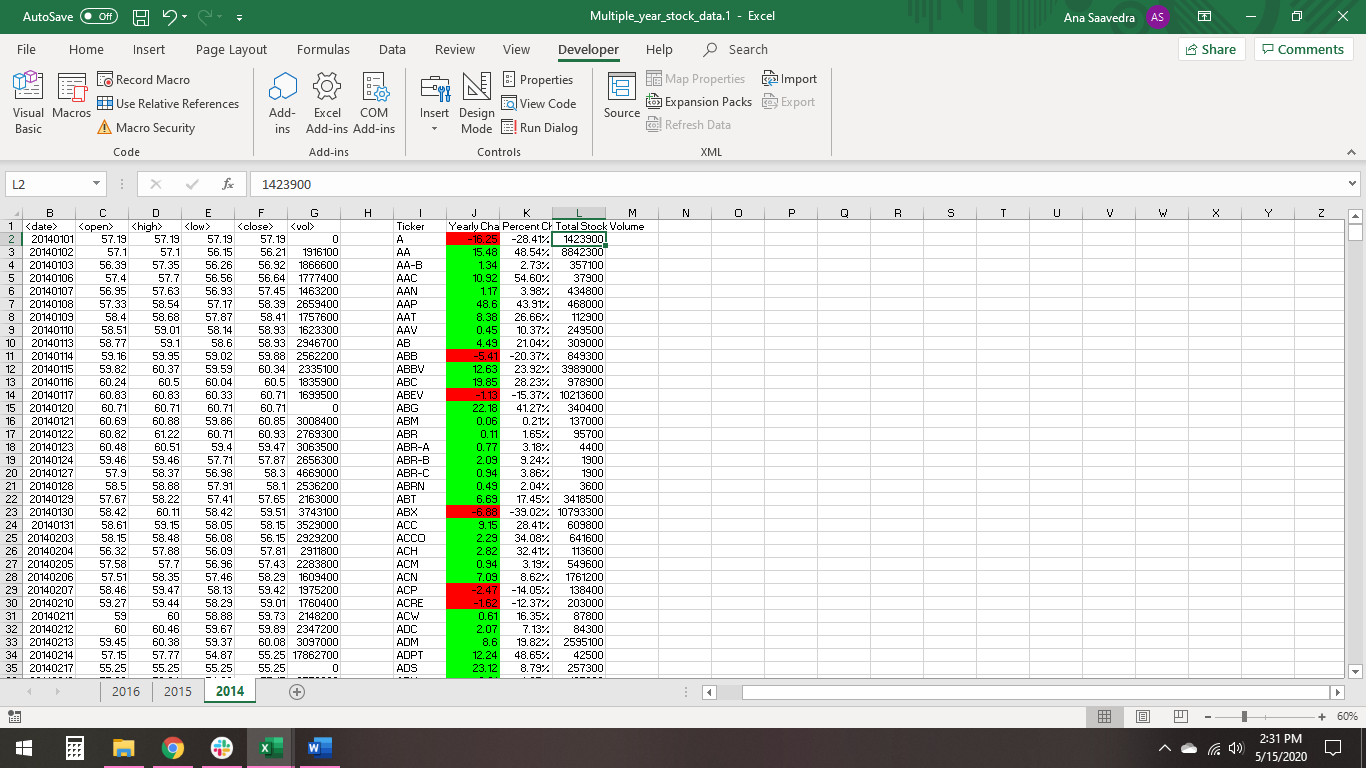 AutoSave Off Multiple_year_stock_data.1 - Excel Ana Saavedra AS
File Home Insert Page Layout Formulas Data Review View Developer Help Search Share Comments
Record Macro Properties Map Properties Import
Use Relative References View Code Expansion Packs Export
Visual Basic Macros Macro Security Add-ins Excel Add-ins COM Add-ins Insert Design Mode Run Dialog Source Refresh Data
Code Add-ins Controls XML
L2 fx 1423900
B C D E F G H I J K L M N O P Q R S T U V W X Y Z
1 <date> <open> <high> <low> <close> <vol> Ticker Yearly Cha Percent Ch Total Stock Volume
2 20140101 57.19 57.19 57.19 57.19 0 A -16.25 -28.41% 1423900
3 20140102 57.1 57.1 56.15 56.21 1916100 AA 15.48 48.54% 8842300
4 20140103 56.39 57.35 56.26 56.92 1866600 AA-B 1.34 2.73% 357100
5 20140106 57.4 57.7 56.56 56.64 1777400 AAC 10.92 54.60% 37900
6 20140107 56.95 57.63 56.93 57.45 1463200 AAN 1.17 3.98% 434800
7 20140108 57.33 58.54 57.17 58.39 2659400 AAP 48.6 43.91% 468000
8 20140109 58.4 58.68 57.87 58.41 1757600 AAT 8.38 26.66% 112900
9 20140110 58.51 59.01 58.14 58.93 1623300 AAV 0.45 10.37% 249500
10 20140113 58.77 59.1 58.6 58.93 2946700 AB 4.49 21.04% 309000
11 20140114 59.16 59.95 59.02 59.88 2562200 ABB -5.41 -20.37% 849300
12 20140115 59.82 60.37 59.59 60.34 2335100 ABBV 12.63 23.92% 3989000
13 20140116 60.24 60.5 60.04 60.5 1835900 ABC 19.85 28.23% 978900
14 20140117 60.83 60.83 60.33 60.71 1699500 ABEV -1.13 -15.37% 10213600
15 20140120 60.71 60.71 60.71 60.71 0 ABG 22.18 41.27% 340400
16 20140121 60.69 60.88 59.86 60.85 3008400 ABM 0.06 0.21% 137000
17 20140122 60.82 61.22 60.71 60.93 2769300 ABR 0.11 1.65% 95700
18 20140123 60.48 60.51 59.4 59.47 3063500 ABR-A 0.77 3.18% 4400
19 20140124 59.46 59.46 57.71 57.87 2656300 ABR-B 2.09 9.24% 1900
20 20140127 57.9 58.37 56.98 58.3 4669000 ABR-C 0.94 3.86% 1900
21 20140128 58.5 58.88 57.91 58.1 2536200 ABRN 0.49 2.04% 3600
22 20140129 57.67 58.22 57.41 57.65 2163000 ABT 6.69 17.45% 3418500
23 20140130 58.42 60.11 58.42 59.51 3743100 ABX -6.88 -39.02% 10793300
24 20140131 58.61 59.15 58.05 58.15 3529000 ACC 9.15 28.41% 609800
25 20140203 58.15 58.48 56.08 56.15 2929200 ACCO 2.29 34.08% 641600
26 20140204 56.32 57.88 56.09 57.81 2911800 ACH 2.82 32.41% 113600
27 20140205 57.58 57.7 56.96 57.43 2283800 ACM 0.94 3.19% 549600
28 20140206 57.51 58.35 57.46 58.29 1609400 ACN 7.09 8.62% 1761200
29 20140207 58.46 59.47 58.13 59.42 1975200 ACP -2.47 -14.05% 138400
30 20140210 59.27 59.44 58.29 59.01 1760400 ACRE -1.62 -12.37% 203000
31 20140211 59 60 58.88 59.73 2148200 ACW 0.61 16.35% 87800
32 20140212 60 60.46 59.67 59.89 2347200 ADC 2.07 7.13% 84300
33 20140213 59.45 60.38 59.37 60.08 3097000 ADM 8.6 19.82% 2595100
34 20140214 57.15 57.77 54.87 55.25 17862700 ADPT 12.24 48.65% 42500
35 20140217 55.25 55.25 55.25 55.25 0 ADS 23.12 8.79% 257300
2016 2015 2014
60%
2:31 PM
5/15/2020